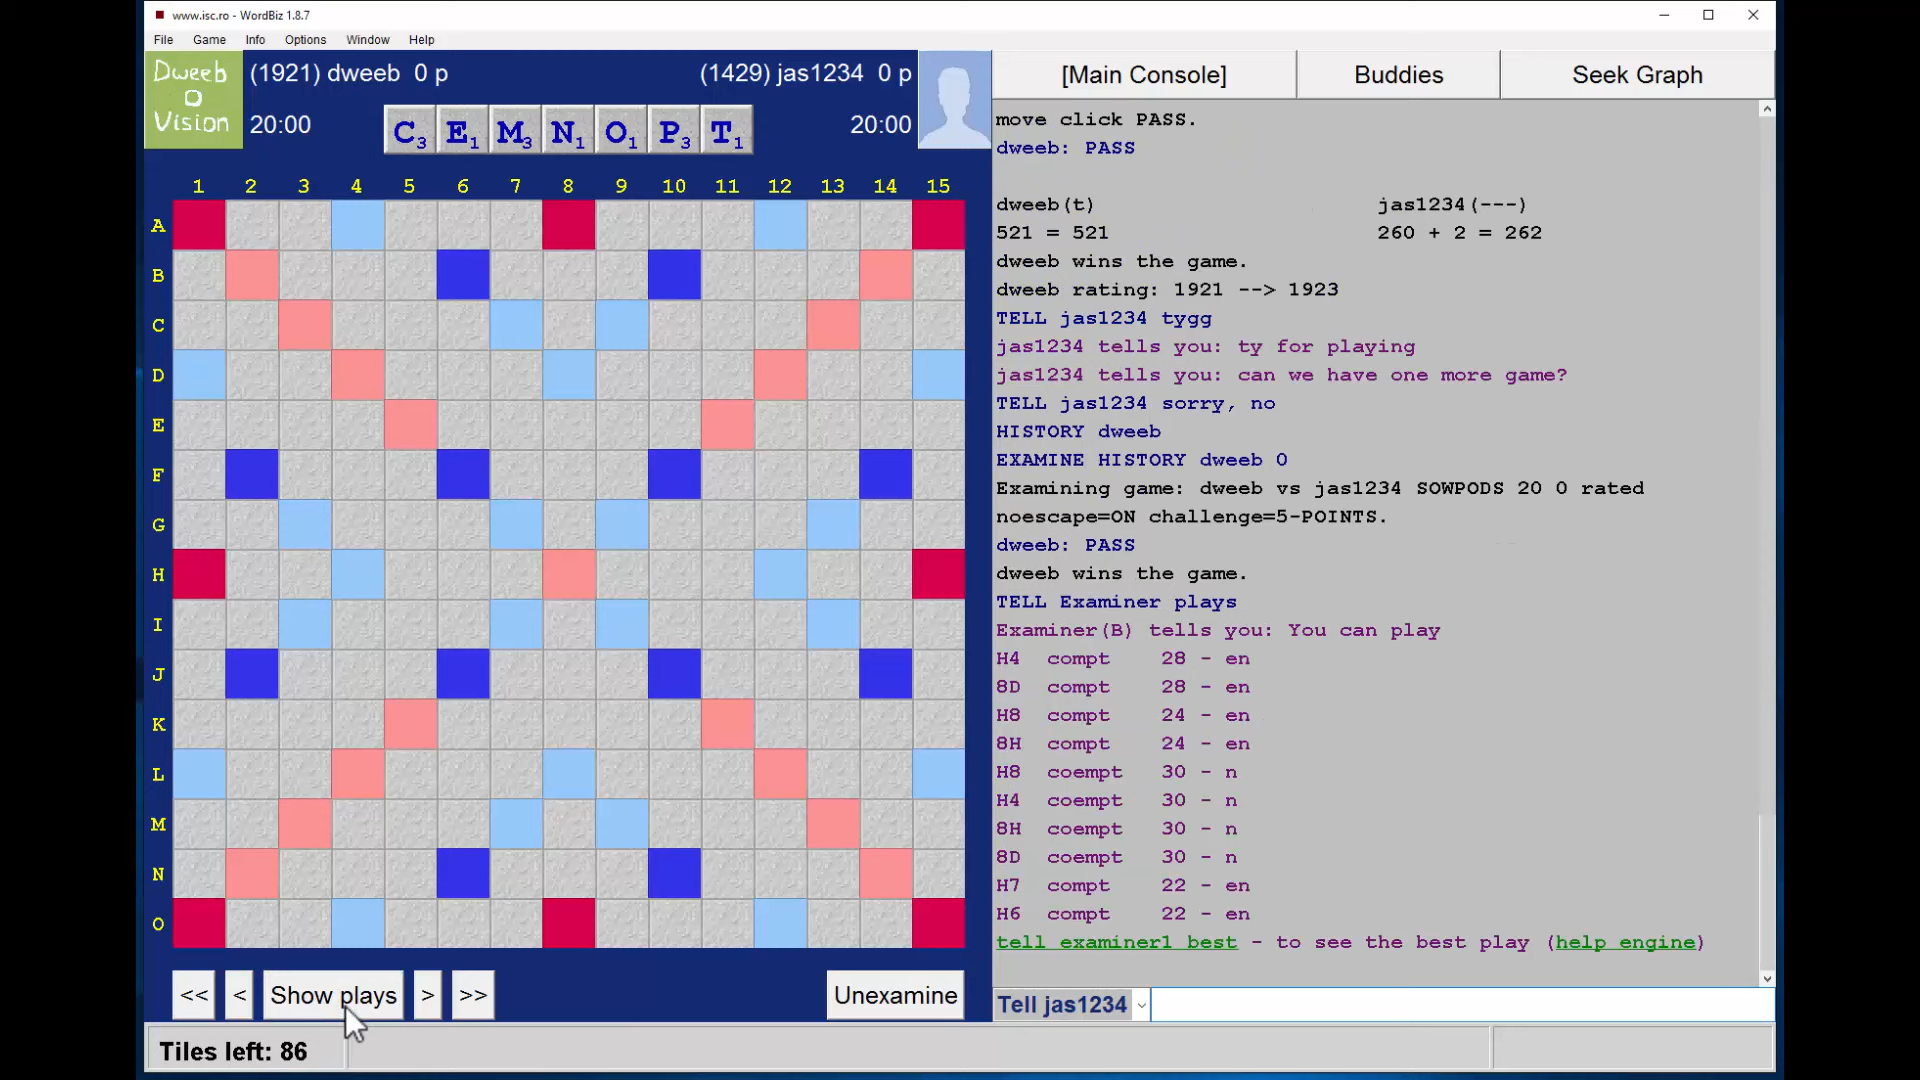 www.isc.ro - WordBiz 1.8.7
File Game Info Options Window Help
Dweeb
O
Vision
(1921) dweeb 0 p
(1429) jas1234 0 p
20:00
C3 E1 M3 N1 O1 P3 T1
20:00
1 2 3 4 5 6 7 8 9 10 11 12 13 14 15
A
B
C
D
E
F
G
H
I
J
K
L
M
N
O
<< < Show plays > >> Unexamine
Tiles left: 86
[Main Console] Buddies Seek Graph
move click PASS.
dweeb: PASS
dweeb(t) jas1234(---)
521 = 521 260 + 2 = 262
dweeb wins the game.
dweeb rating: 1921 --> 1923
TELL jas1234 tygg
jas1234 tells you: ty for playing
jas1234 tells you: can we have one more game?
TELL jas1234 sorry, no
HISTORY dweeb
EXAMINE HISTORY dweeb 0
Examining game: dweeb vs jas1234 SOWPODS 20 0 rated
noescape=ON challenge=5-POINTS.
dweeb: PASS
dweeb wins the game.
TELL Examiner plays
Examiner(B) tells you: You can play
H4 compt 28 - en
8D compt 28 - en
H8 compt 24 - en
8H compt 24 - en
H8 coempt 30 - n
H4 coempt 30 - n
8H coempt 30 - n
8D coempt 30 - n
H7 compt 22 - en
H6 compt 22 - en
tell examiner1 best - to see the best play (help engine)
Tell jas1234